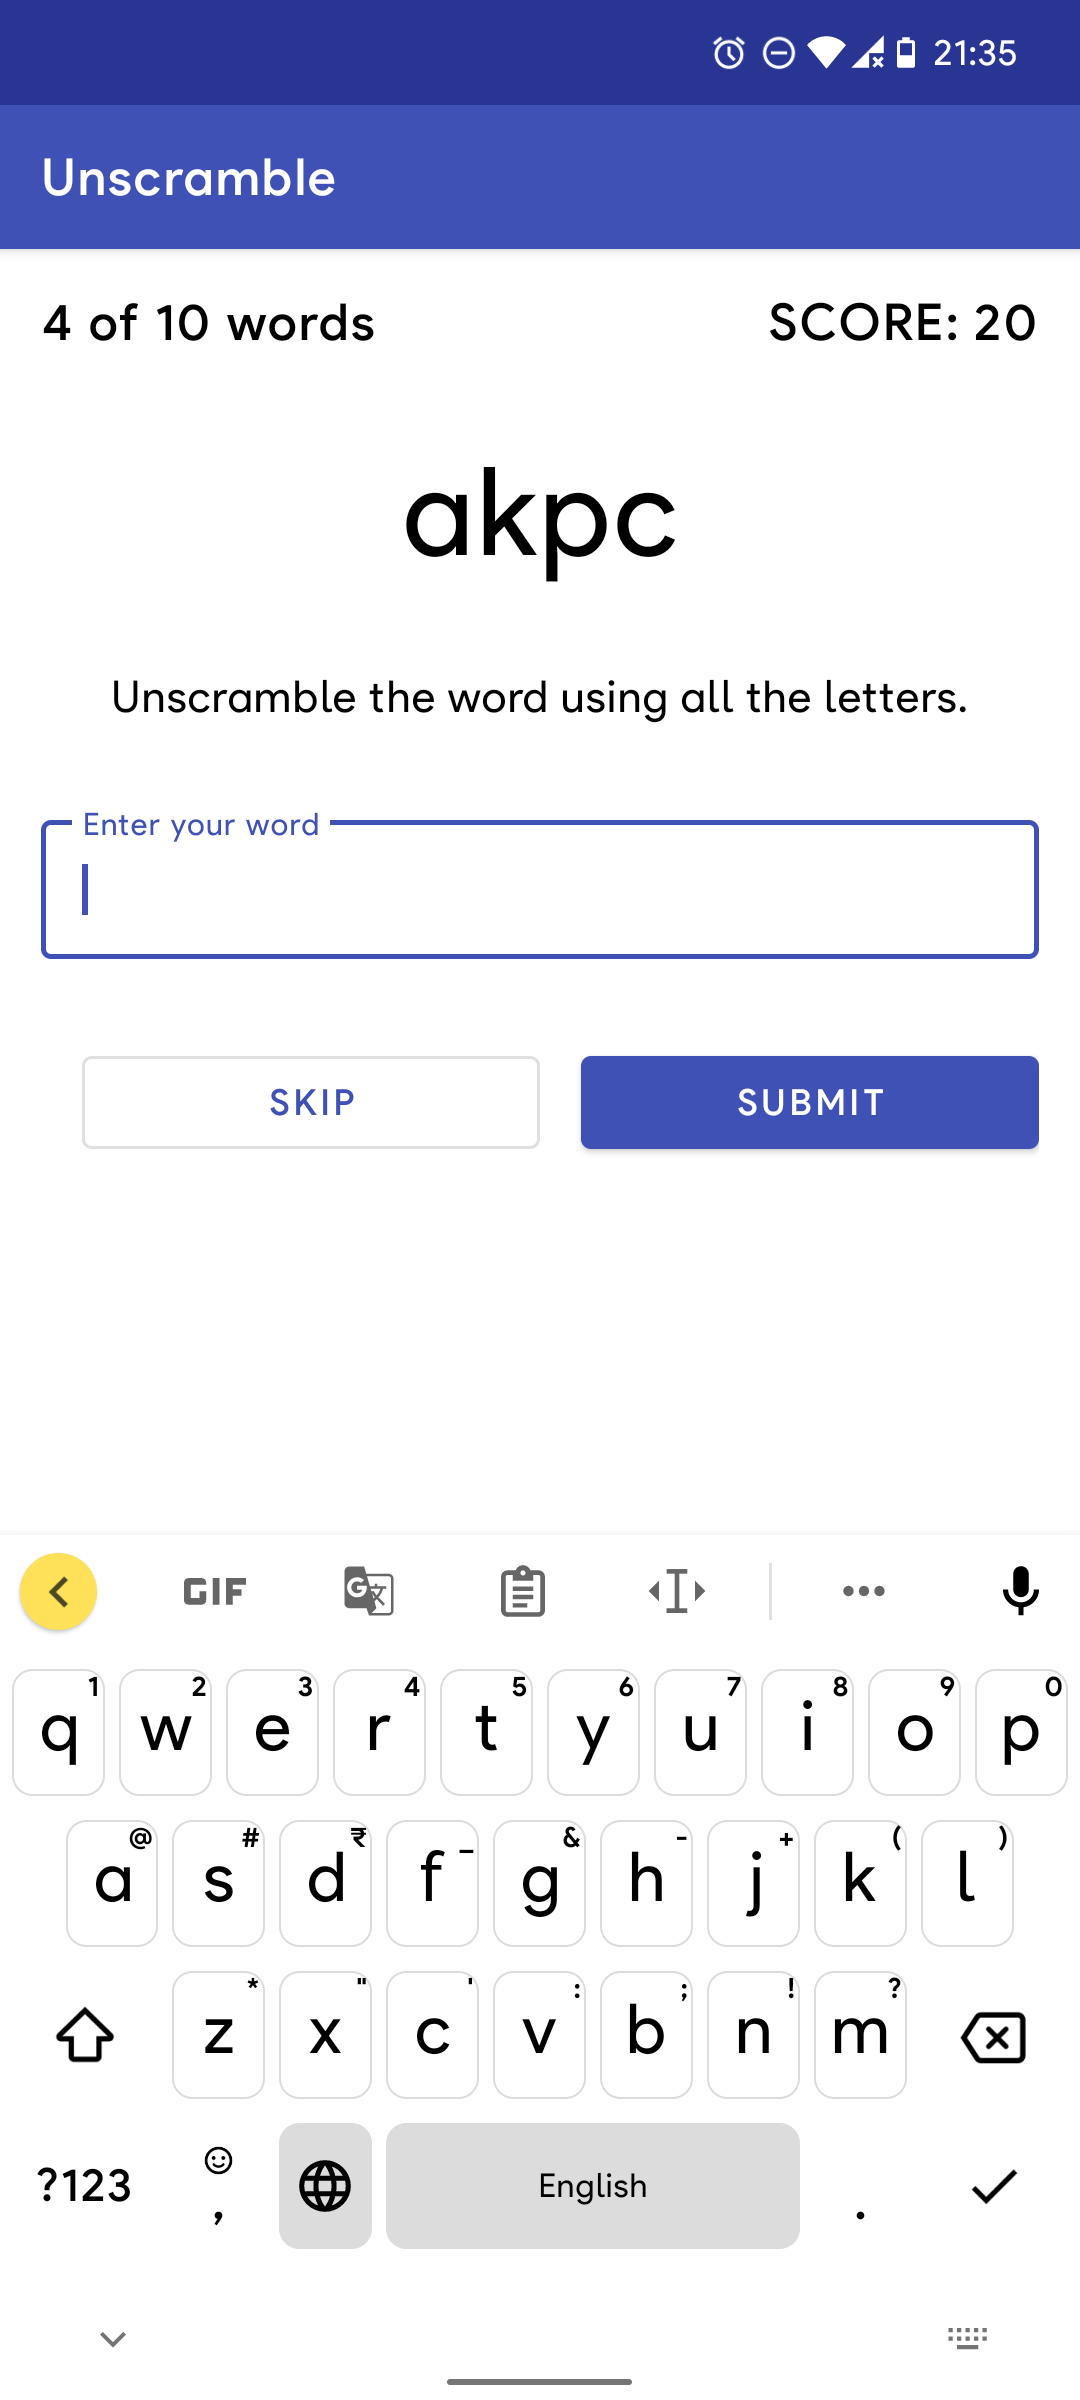 21:35
Unscramble
4 of 10 words SCORE: 20
akpc
Unscramble the word using all the letters.
Enter your word
SKIP SUBMIT
GIF G 文
1 2 3 4 5 6 7 8 9 0
q w e r t y u i o p
@ # ₹ _ & - + ( )
a s d f g h j k l
* " ' : ; ! ?
z x c v b n m
?123 , English .